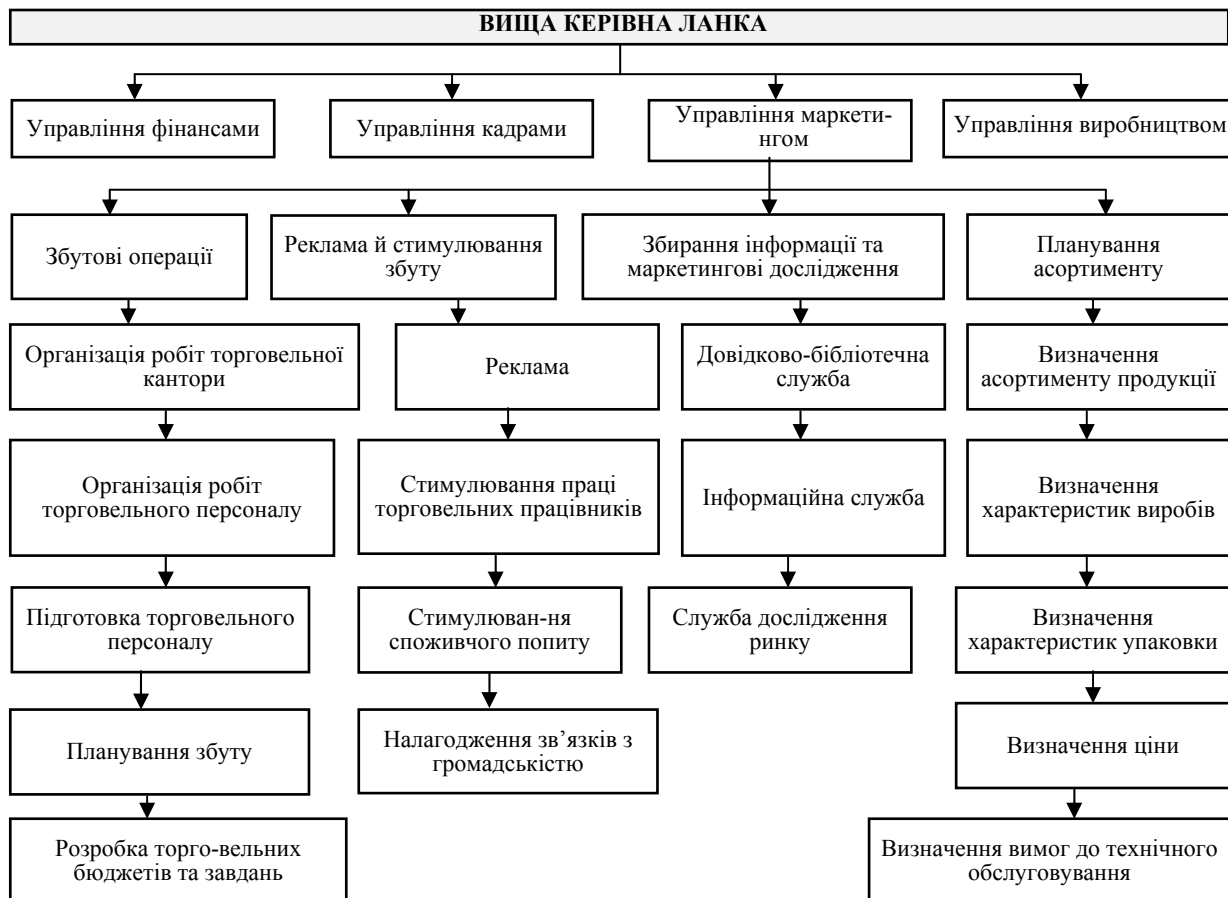 ВИЩА КЕРІВНА ЛАНКА
Управління фінансами
Управління кадрами
Управління маркети-
нгом
Управління виробництвом
Збутові операції
Реклама й стимулювання
збуту
Збирання інформації та
маркетингові дослідження
Планування
асортименту
Організація робіт торговельної
кантори
Реклама
Довідково-бібліотечна
служба
Визначення
асортименту продукції
Організація робіт
торговельного персоналу
Стимулювання праці
торговельних працівників
Інформаційна служба
Визначення
характеристик виробів
Підготовка торговельного
персоналу
Стимулюван-ня
споживчого попиту
Служба дослідження
ринку
Визначення
характеристик упаковки
Планування збуту
Налагодження зв’язків з
громадськістю
Визначення ціни
Розробка торго-вельних
бюджетів та завдань
Визначення вимог до технічного
обслуговування